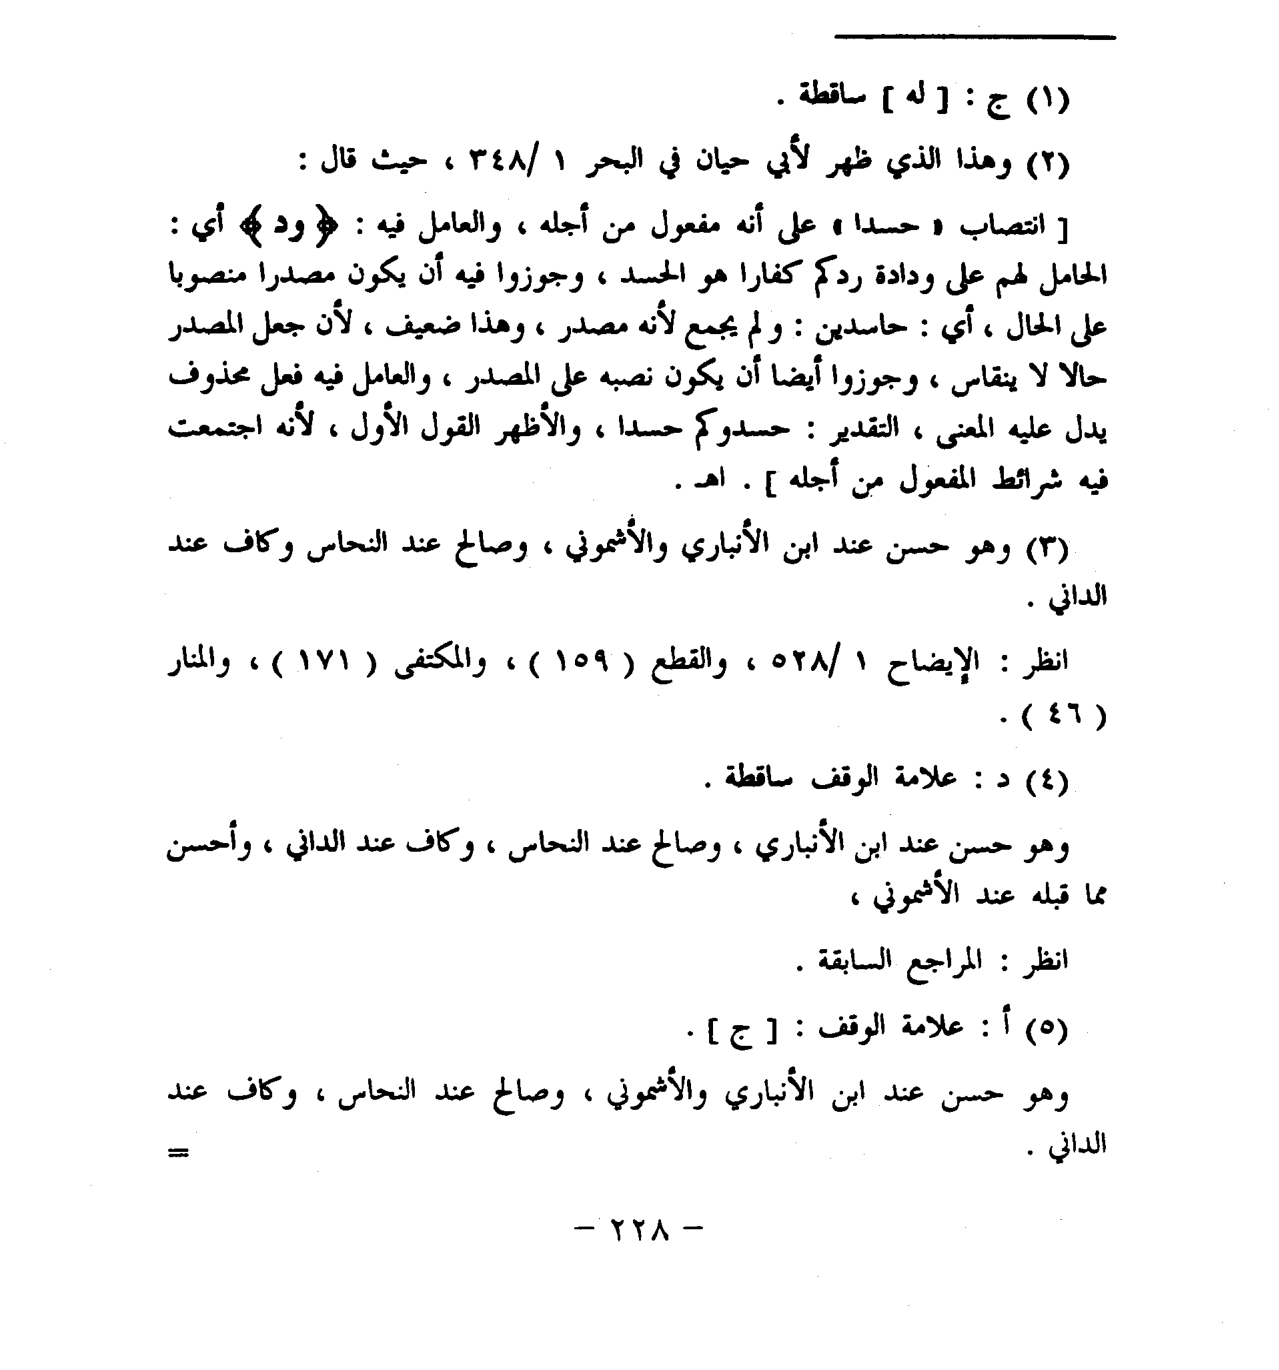 (١) ج : [ له ] ساقطة .
(٢) وهذا الذي ظهر لأبي حيان في البحر ١ /٣٤٨ ، حيث قال :
[ انتصاب « حسدا » على أنه مفعول من أجله ، والعامل فيه : ﴿ ود ﴾ أي :
الحامل لهم على ودادة ردكم كفارا هو الحسد ، وجوزوا فيه أن يكون مصدرا منصوبا
على الحال ، أي : حاسدين : ولم يجمع لأنه مصدر ، وهذا ضعيف ، لأن جعل المصدر
حالا لا ينقاس ، وجوزوا أيضا أن يكون نصبه على المصدر ، والعامل فيه فعل محذوف
يدل عليه المعنى ، التقدير : حسدوكم حسدا ، والأظهر القول الأول ، لأنه اجتمعت
فيه شرائط المفعول من أجله ] . اهـ .
(٣) وهو حسن عند ابن الأنباري والأشموني ، وصالح عند النحاس وكاف عند
الداني .
انظر : الإيضاح ١ /٥٢٨ ، والقطع ( ١٥٩ ) ، والمكتفى ( ١٧١ ) ، والمنار
( ٤٦ ) .
(٤) د : علامة الوقف ساقطة .
وهو حسن عند ابن الأنباري ، وصالح عند النحاس ، وكاف عند الداني ، وأحسن
مما قبله عند الأشموني ،
انظر : المراجع السابقة .
(٥) أ : علامة الوقف : [ ج ] .
وهو حسن عند ابن الأنباري والأشموني ، وصالح عند النحاس ، وكاف عند
الداني . =
– ٢٢٨ –